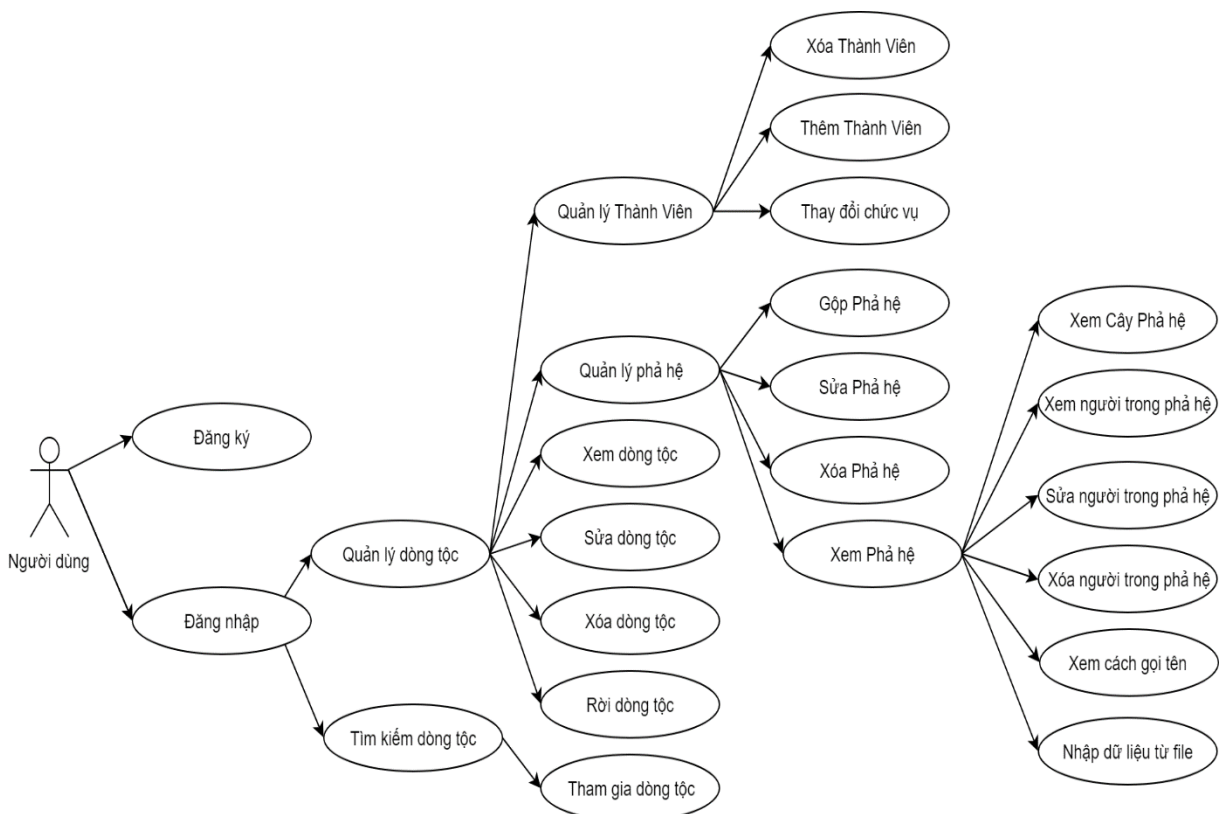 Xóa Thành Viên
Thêm Thành Viên
Quản lý Thành Viên
Thay đổi chức vụ
Gộp Phả hệ
Xem Cây Phả hệ
Quản lý phả hệ
Sửa Phả hệ
Xem người trong phả hệ
Đăng ký
Xem dòng tộc
Xóa Phả hệ
Sửa người trong phả hệ
Người dùng
Quản lý dòng tộc
Sửa dòng tộc
Xem Phả hệ
Xóa người trong phả hệ
Đăng nhập
Xóa dòng tộc
Xem cách gọi tên
Rời dòng tộc
Tìm kiếm dòng tộc
Nhập dữ liệu từ file
Tham gia dòng tộc